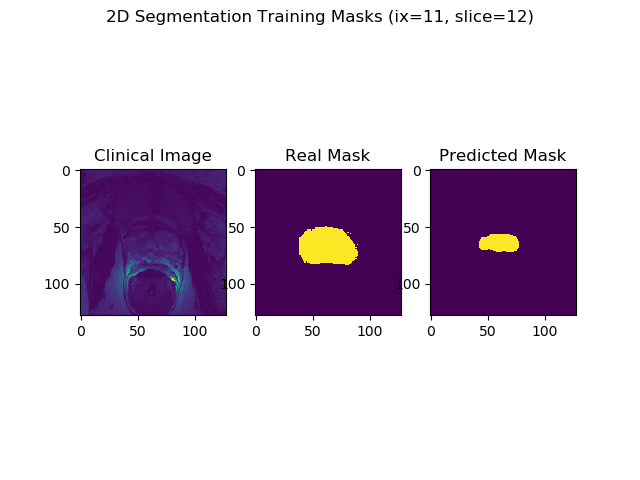 2D Segmentation Training Masks (ix=11, slice=12)
Clinical Image Real Mask Predicted Mask
0 0 0
50 50 50
100 100 100
0 50 100 0 50 100 0 50 100